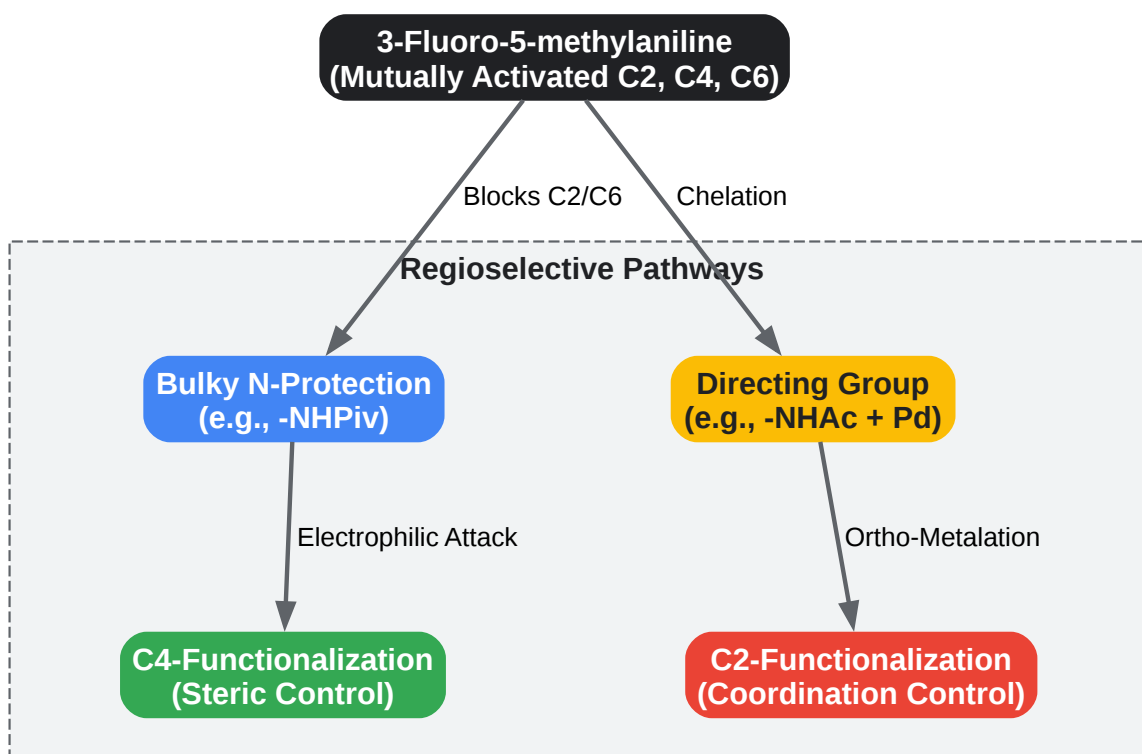 3-Fluoro-5-methylaniline
(Mutually Activated C2, C4, C6)
Blocks C2/C6
Chelation
Regioselective Pathways
Bulky N-Protection
(e.g., -NHPiv)
Directing Group
(e.g., -NHAc + Pd)
Electrophilic Attack
Ortho-Metalation
C4-Functionalization
(Steric Control)
C2-Functionalization
(Coordination Control)